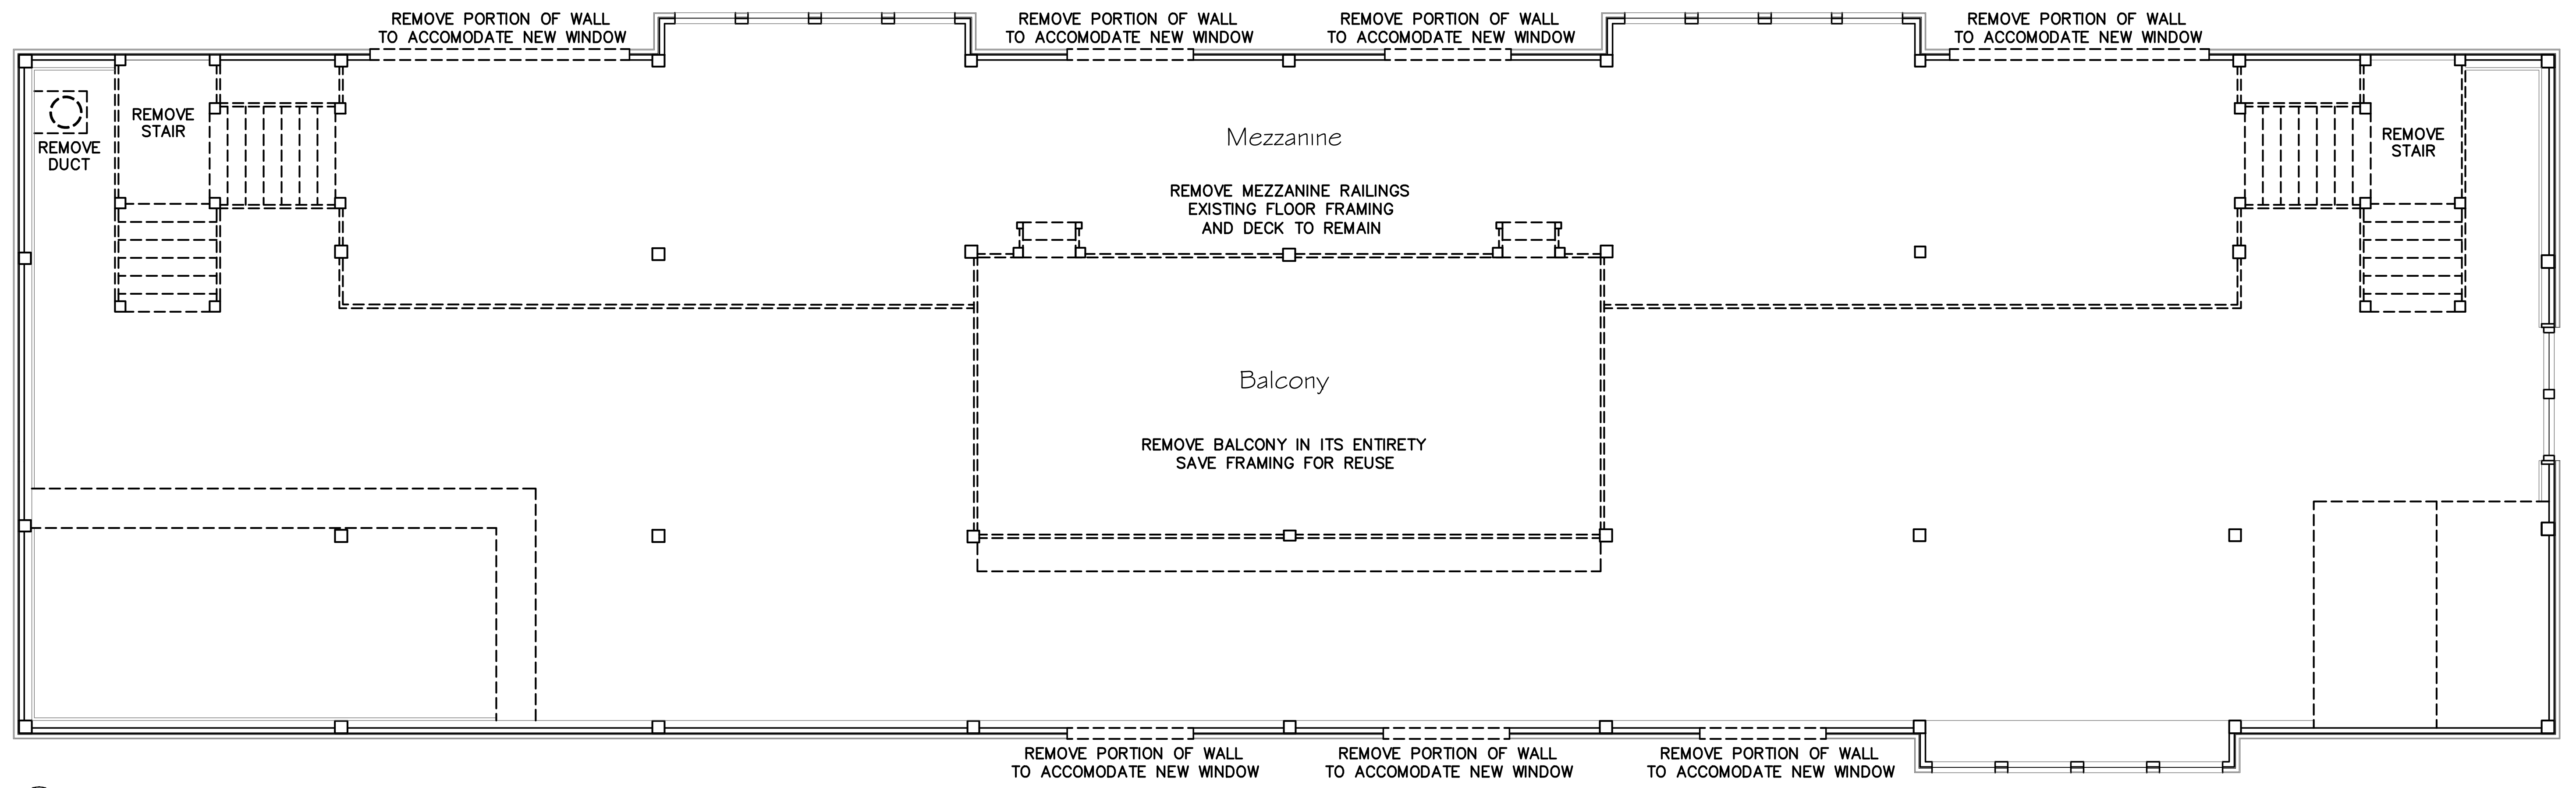 REMOVE PORTION OF WALL
TO ACCOMODATE NEW WINDOW
REMOVE PORTION OF WALL
TO ACCOMODATE NEW WINDOW
REMOVE PORTION OF WALL
TO ACCOMODATE NEW WINDOW
REMOVE PORTION OF WALL
TO ACCOMODATE NEW WINDOW
REMOVE
STAIR
REMOVE
DUCT
Mezzanine
REMOVE MEZZANINE RAILINGS
EXISTING FLOOR FRAMING
AND DECK TO REMAIN
REMOVE
STAIR
Balcony
REMOVE BALCONY IN ITS ENTIRETY
SAVE FRAMING FOR REUSE
REMOVE PORTION OF WALL
TO ACCOMODATE NEW WINDOW
REMOVE PORTION OF WALL
TO ACCOMODATE NEW WINDOW
REMOVE PORTION OF WALL
TO ACCOMODATE NEW WINDOW